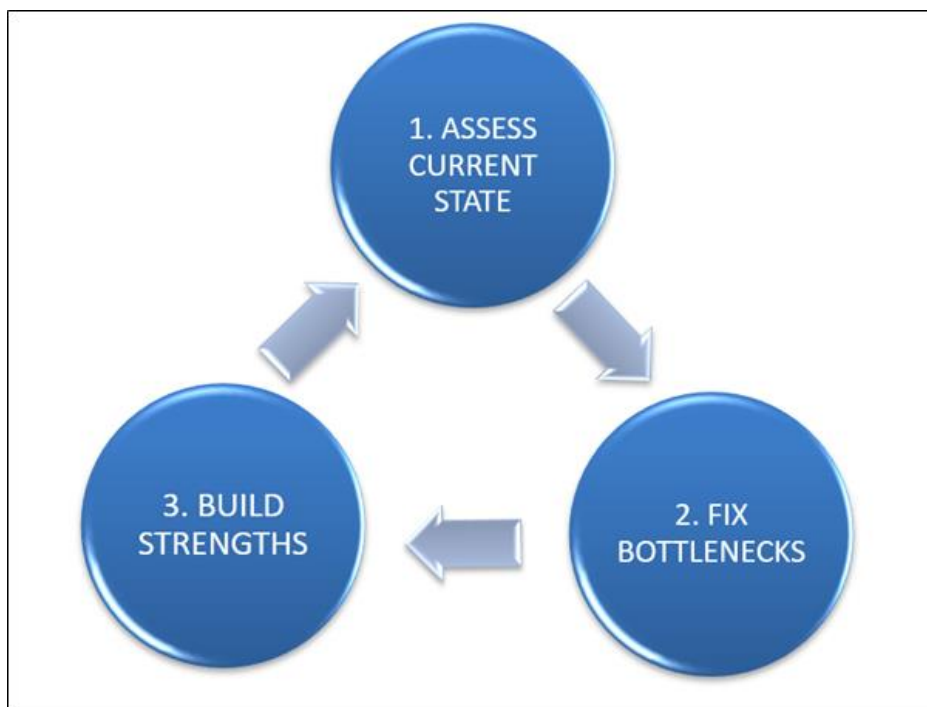 1. ASSESS
CURRENT
STATE
2. FIX
BOTTLENECKS
3. BUILD
STRENGTHS